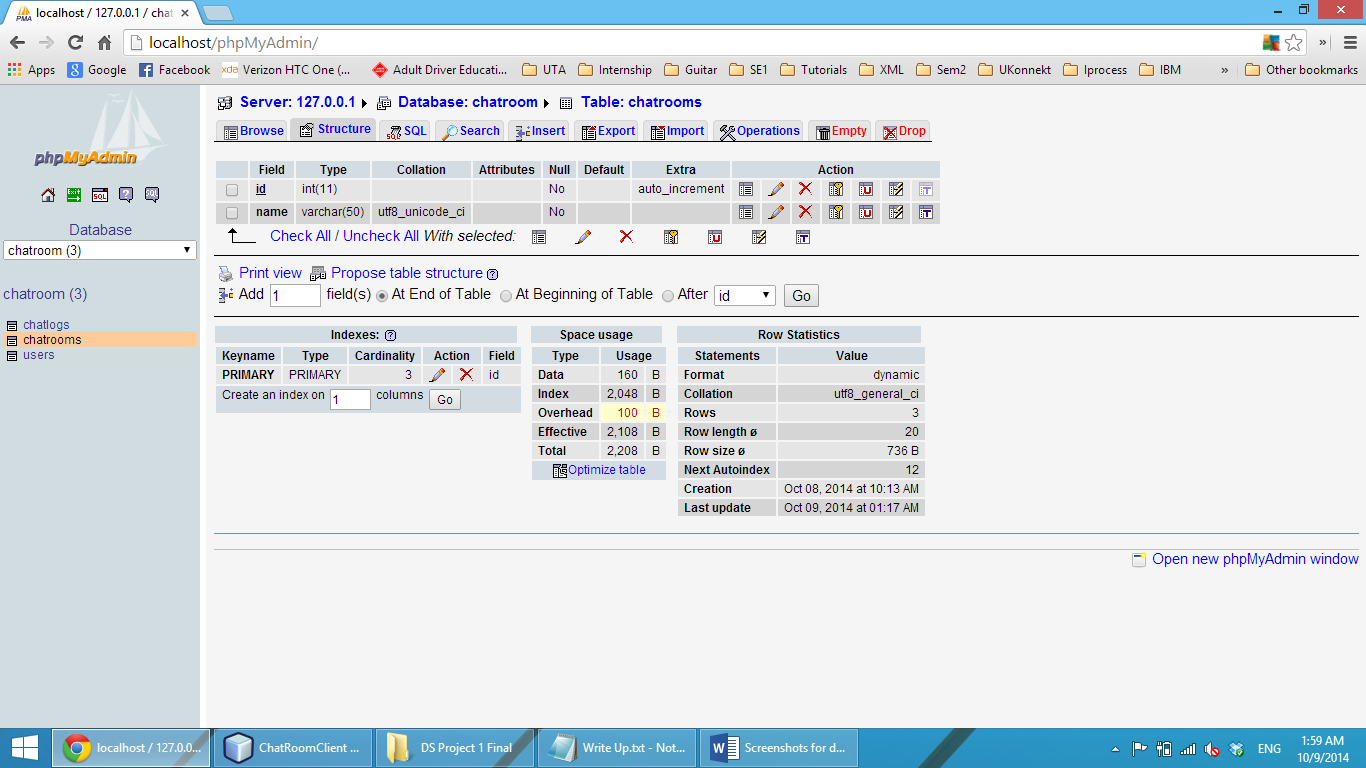 localhost / 127.0.0.1 / chat
localhost/phpMyAdmin/
Apps Google Facebook Verizon HTC One (... Adult Driver Educati... UTA Internship Guitar SE1 Tutorials XML Sem2 UKonnekt Iprocess IBM » Other bookmarks
phpMyAdmin
Database
chatroom (3)
chatroom (3)
chatlogs
chatrooms
users
Server: 127.0.0.1 Database: chatroom Table: chatrooms
Browse Structure SQL Search Insert Export Import Operations Empty Drop
Field Type Collation Attributes Null Default Extra Action
id int(11) No auto_increment
name varchar(50) utf8_unicode_ci No
Check All / Uncheck All With selected:
Print view Propose table structure
Add 1 field(s) At End of Table At Beginning of Table After id Go
Indexes:
Keyname Type Cardinality Action Field
PRIMARY PRIMARY 3 id
Create an index on 1 columns Go
Space usage
Type Usage
Data 160 B
Index 2,048 B
Overhead 100 B
Effective 2,108 B
Total 2,208 B
Optimize table
Row Statistics
Statements Value
Format dynamic
Collation utf8_general_ci
Rows 3
Row length ø 20
Row size ø 736 B
Next Autoindex 12
Creation Oct 08, 2014 at 10:13 AM
Last update Oct 09, 2014 at 01:17 AM
Open new phpMyAdmin window
localhost / 127.0.0... ChatRoomClient ... DS Project 1 Final Write Up.txt - Not... Screenshots for d... ENG 1:59 AM
10/9/2014